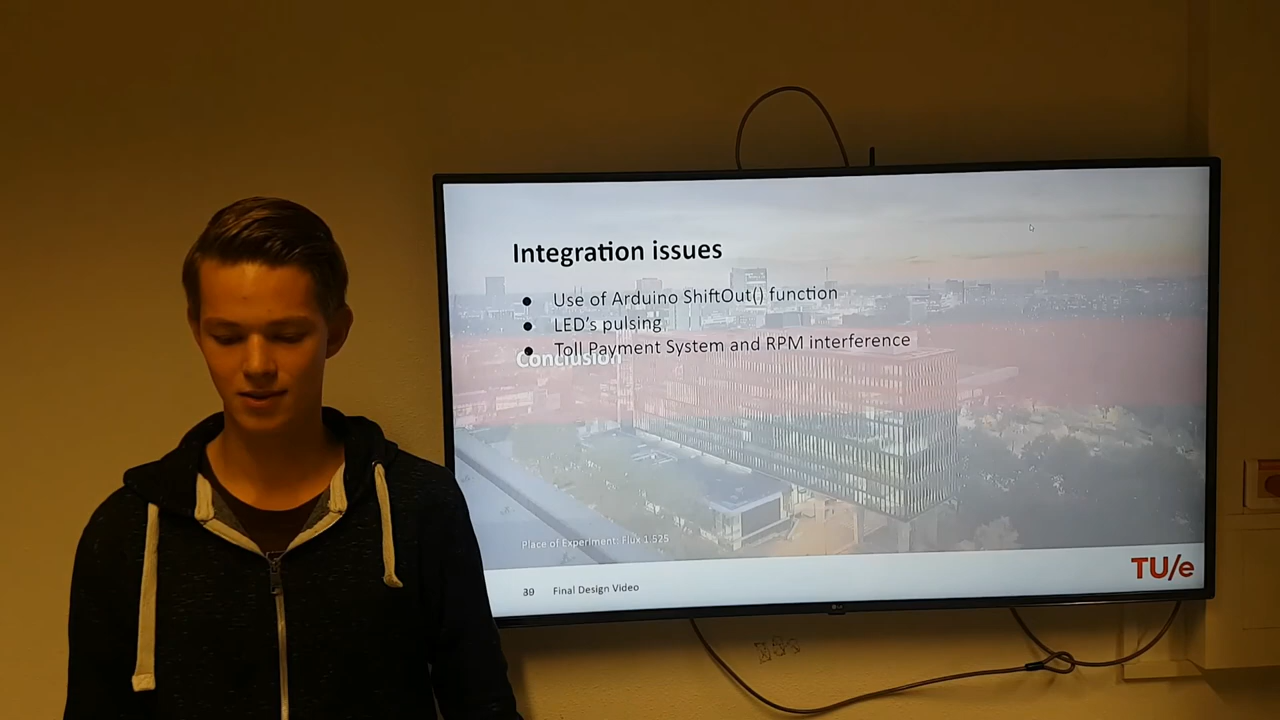 Integration issues
● Use of Arduino ShiftOut() function
● LED's pulsing
● Toll Payment System and RPM interference
Conclusion
Place of Experiment: Flux 1.525
39 Final Design Video
TU/e
LG